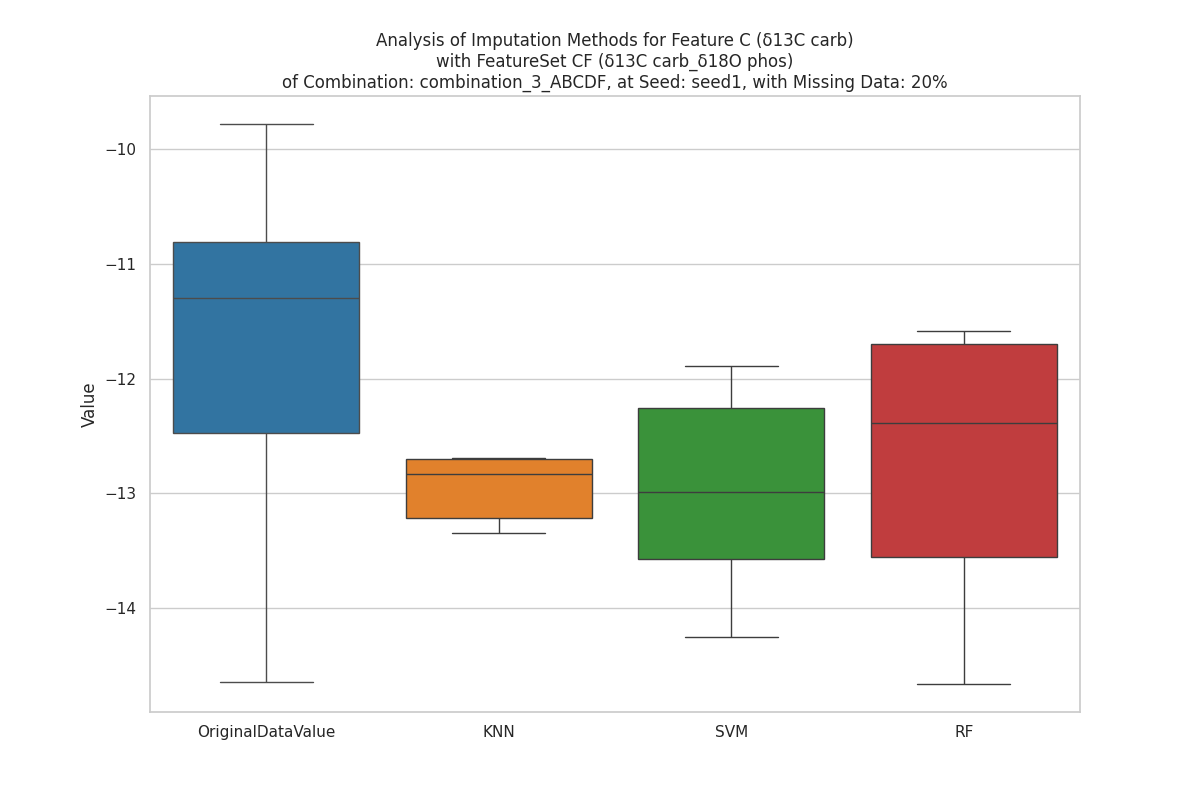 Analysis of Imputation Methods for Feature C (δ13C carb)
with FeatureSet CF (δ13C carb_δ18O phos)
of Combination: combination_3_ABCDF, at Seed: seed1, with Missing Data: 20%
−10
−11
−12
−13
−14
Value
OriginalDataValue
KNN
SVM
RF